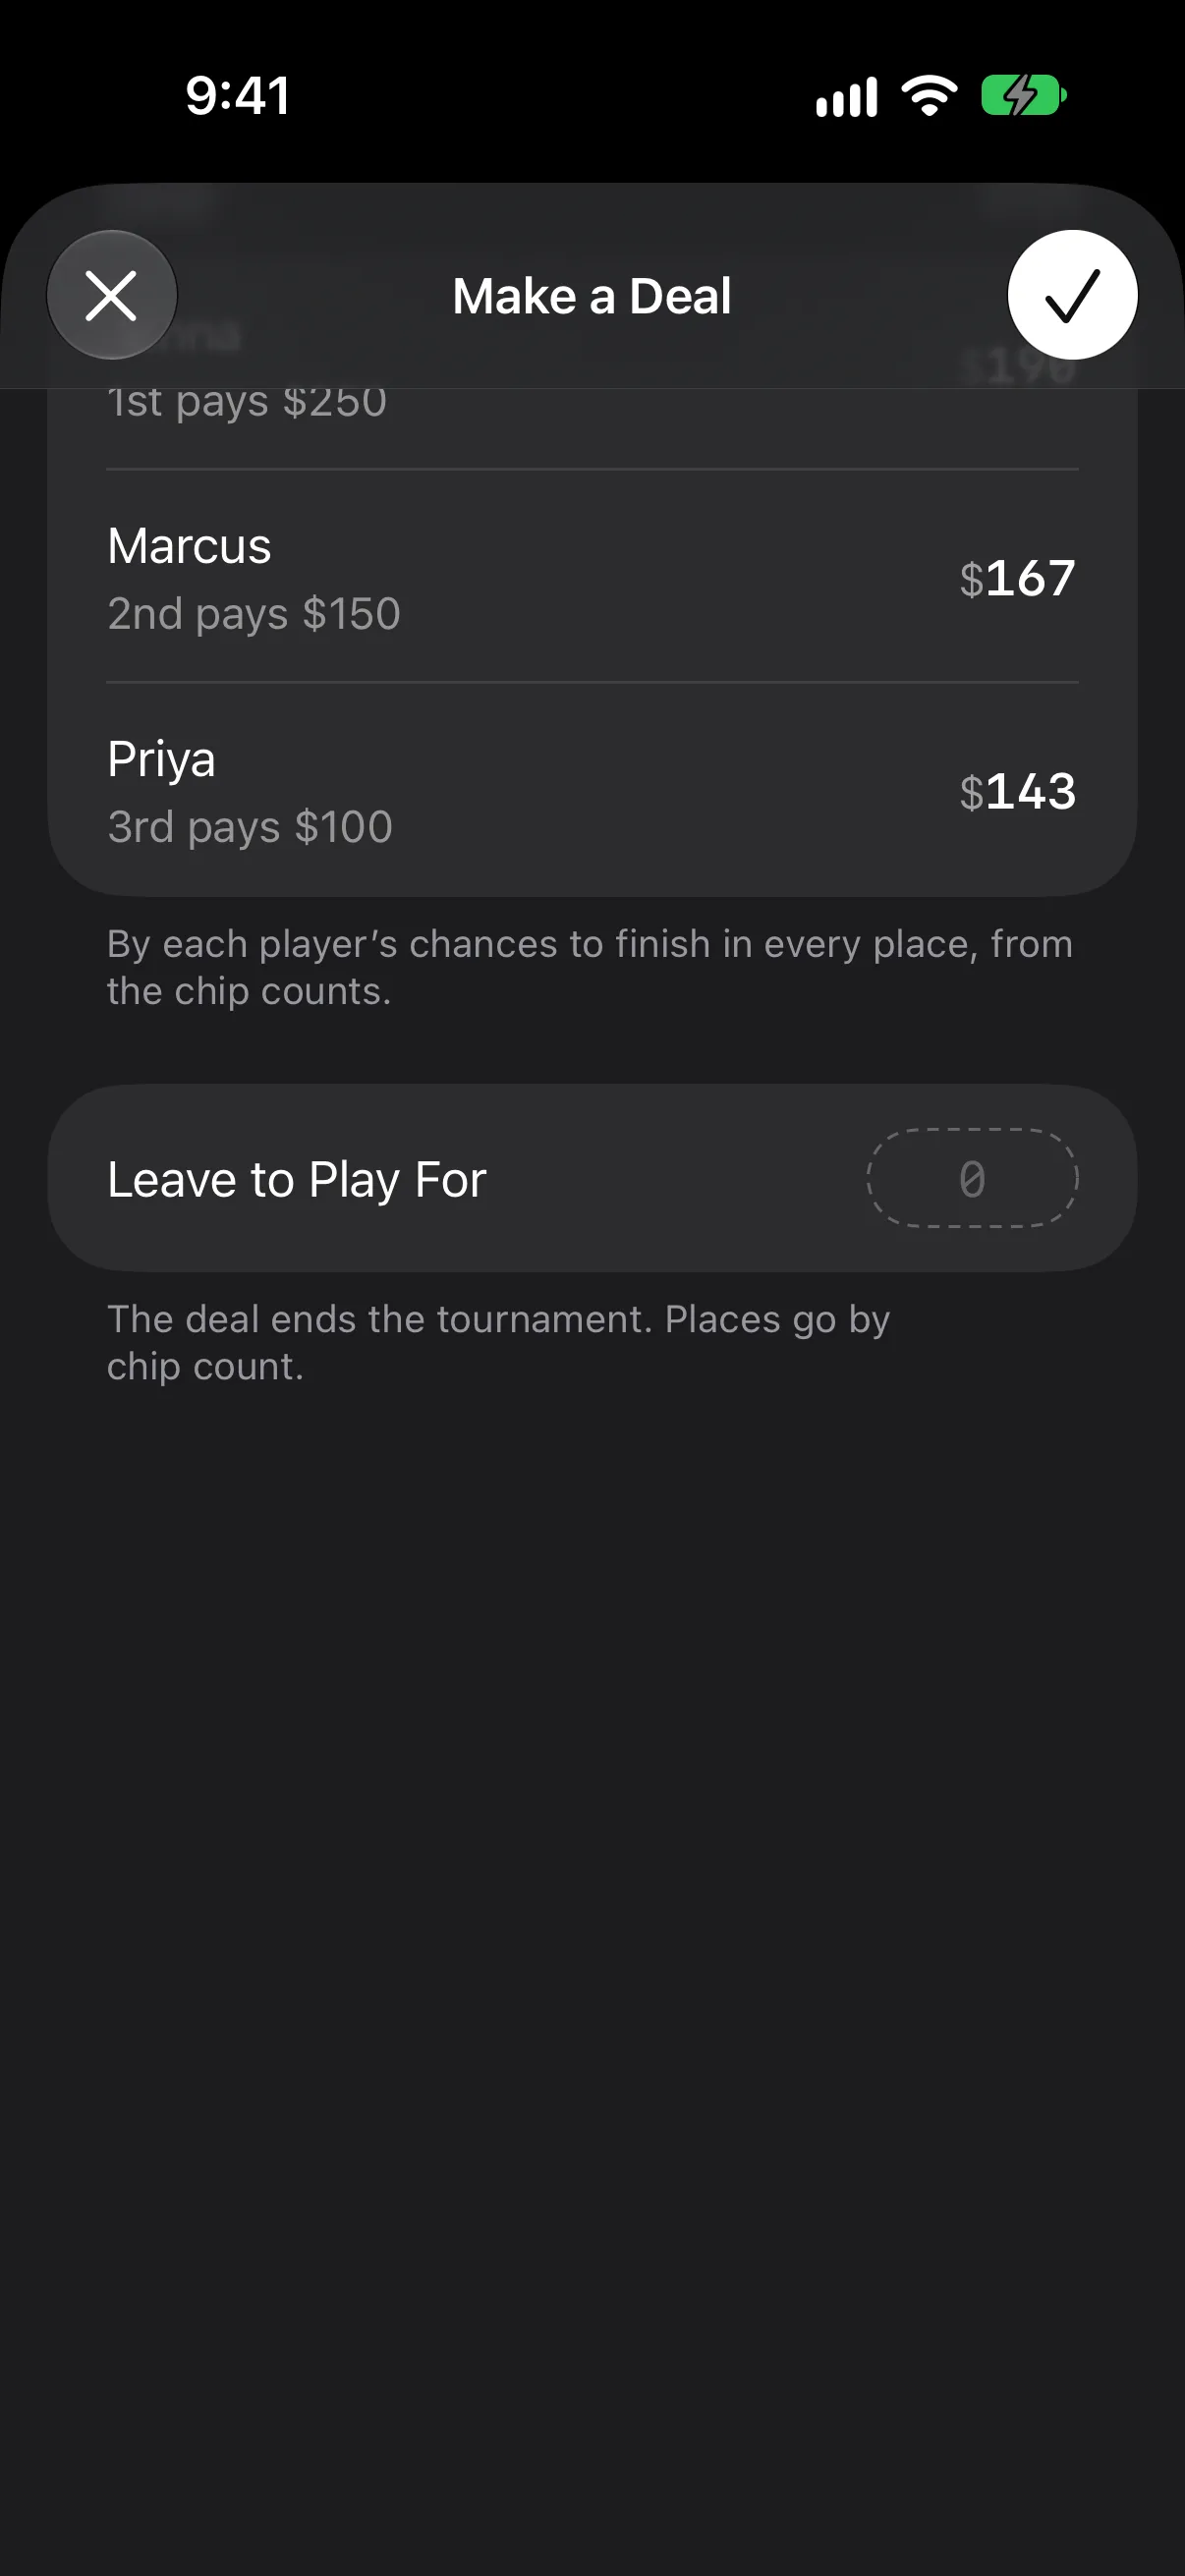 9:41
Make a Deal
$190
1st pays $250
Marcus
$167
2nd pays $150
Priya
$143
3rd pays $100
By each player’s chances to finish in every place, from
the chip counts.
Leave to Play For
0
The deal ends the tournament. Places go by
chip count.